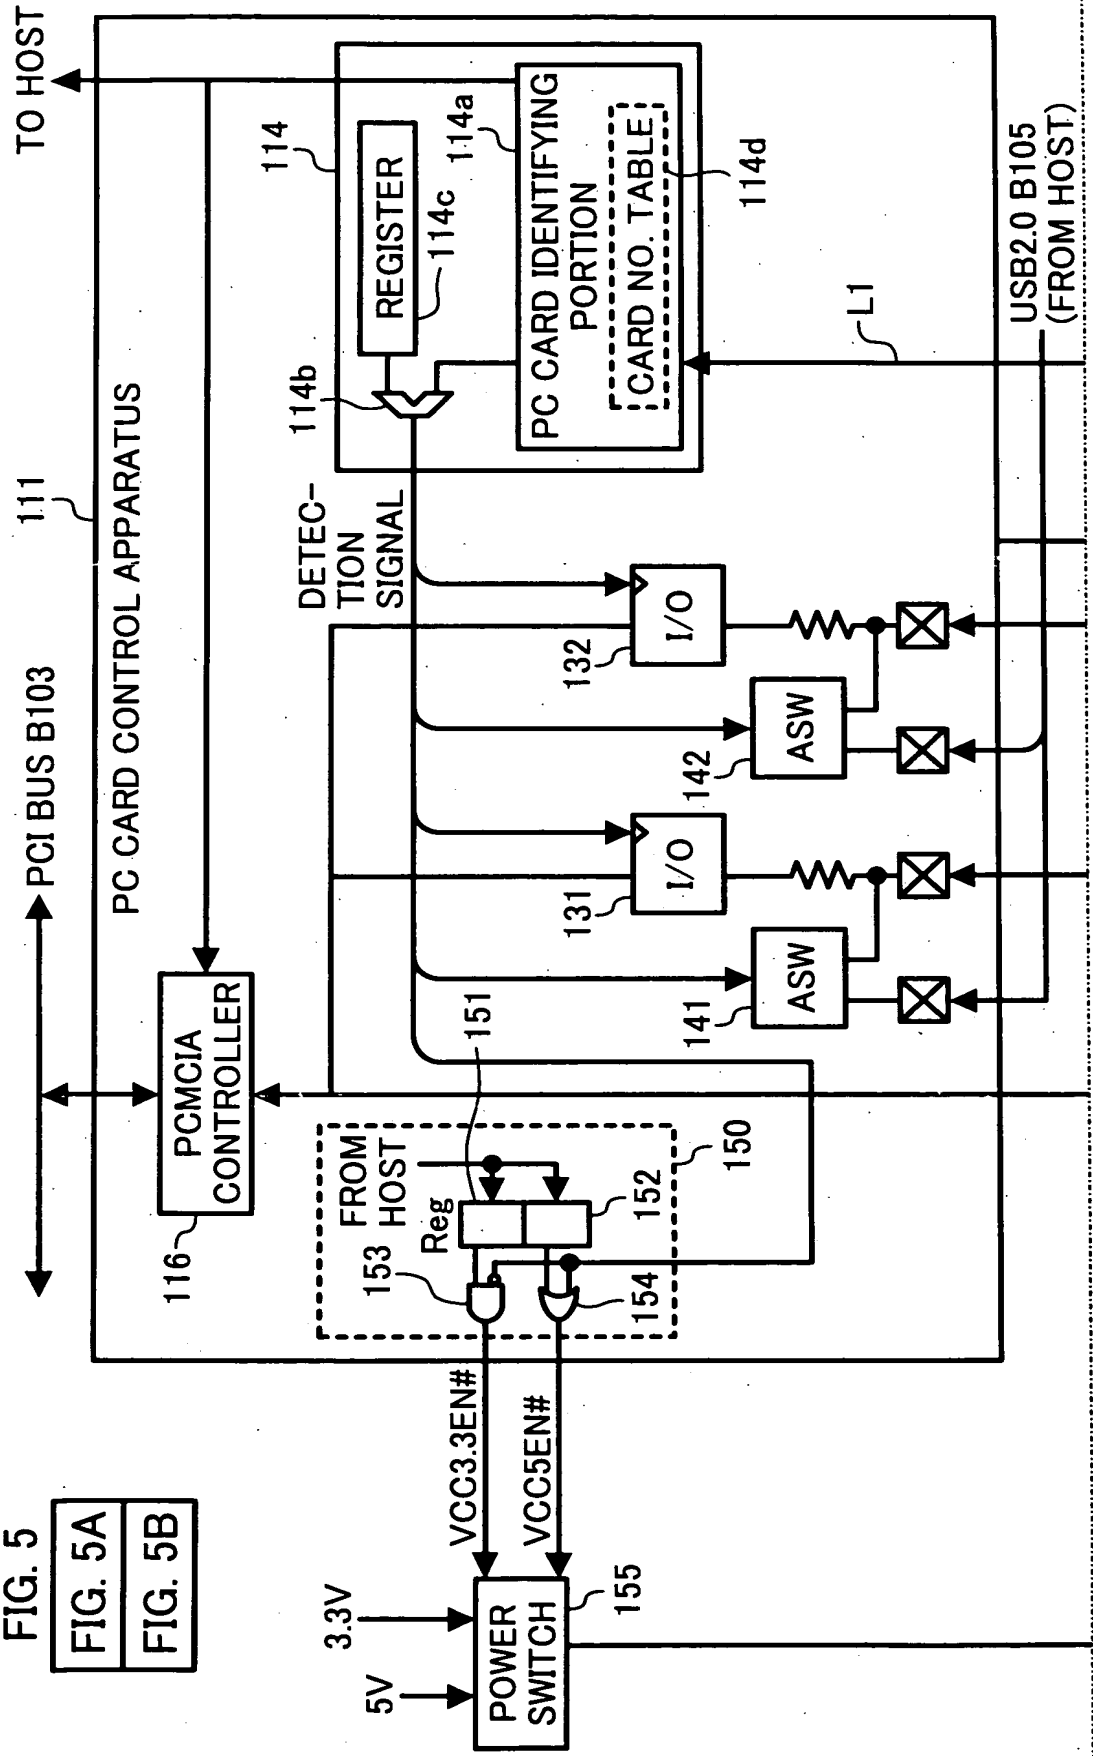 FIG. 5
FIG. 5A
FIG. 5B
PCI BUS B103
111
TO HOST
PC CARD CONTROL APPARATUS
PCMCIA
CONTROLLER
116
114
REGISTER
114c
114a
114b
PC CARD IDENTIFYING
PORTION
CARD NO. TABLE
114d
DETEC-
TION
SIGNAL
FROM
HOST
151
Reg
153
152
154
150
VCC3.3EN#
VCC5EN#
3.3V
5V
POWER
SWITCH
155
I/O
131
I/O
132
ASW
141
ASW
142
L1
USB2.0 B105
(FROM HOST)